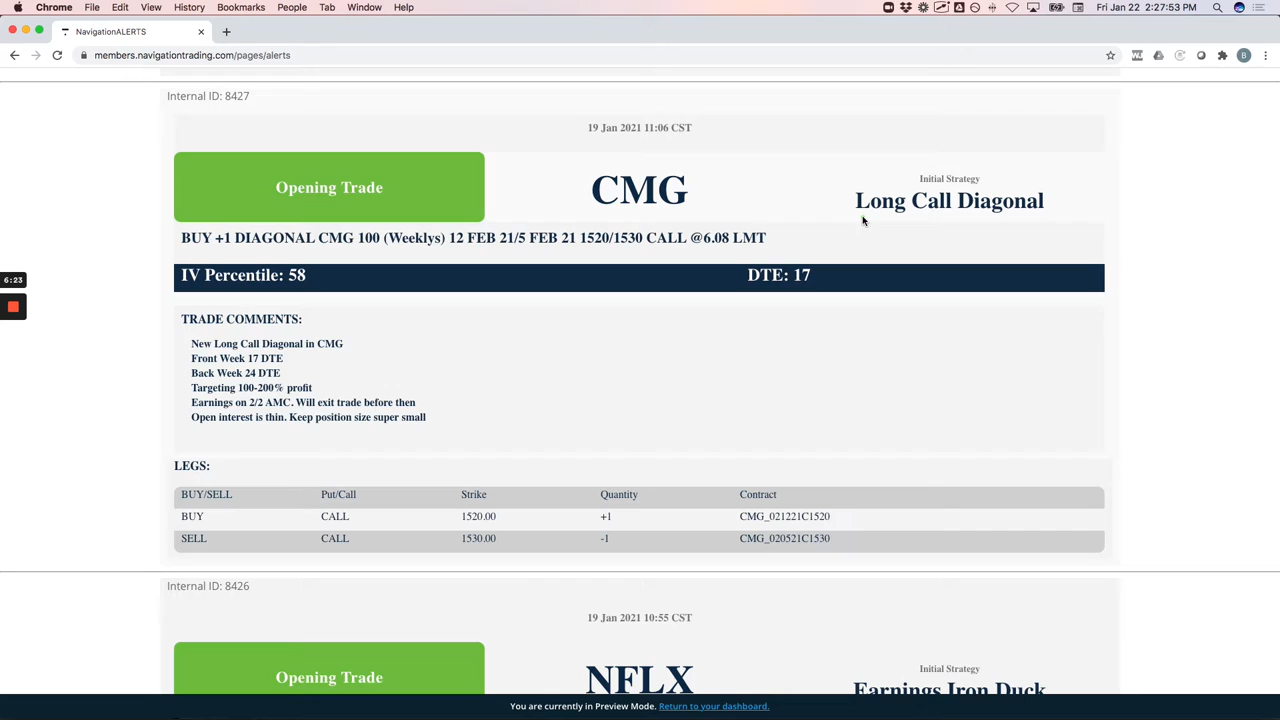 Chrome File Edit View History Bookmarks People Tab Window Help Fri Jan 22 2:27:53 PM
NavigationALERTS
members.navigationtrading.com/pages/alerts
B
Internal ID: 8427
19 Jan 2021 11:06 CST
Opening Trade
CMG
Initial Strategy
Long Call Diagonal
BUY +1 DIAGONAL CMG 100 (Weeklys) 12 FEB 21/5 FEB 21 1520/1530 CALL @6.08 LMT
IV Percentile: 58 DTE: 17
6:23
TRADE COMMENTS:
New Long Call Diagonal in CMG
Front Week 17 DTE
Back Week 24 DTE
Targeting 100-200% profit
Earnings on 2/2 AMC. Will exit trade before then
Open interest is thin. Keep position size super small
LEGS:
BUY/SELL Put/Call Strike Quantity Contract
BUY CALL 1520.00 +1 CMG_021221C1520
SELL CALL 1530.00 -1 CMG_020521C1530
Internal ID: 8426
19 Jan 2021 10:55 CST
Opening Trade
NFLX
Initial Strategy
Earnings Iron Duck
You are currently in Preview Mode. Return to your dashboard.